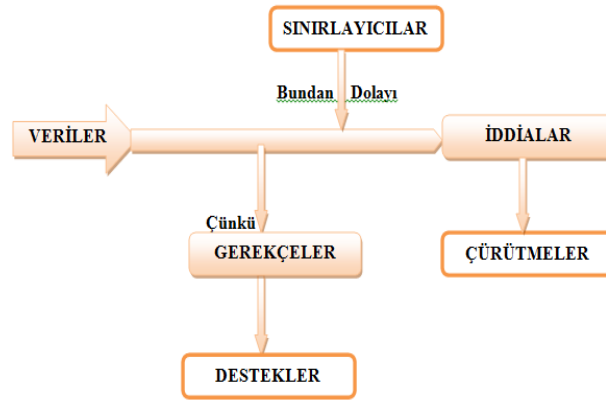 SINIRLAYICILAR
Bundan Dolayı
VERİLER
İDDİALAR
Çünkü
GEREKÇELER
ÇÜRÜTMELER
DESTEKLER